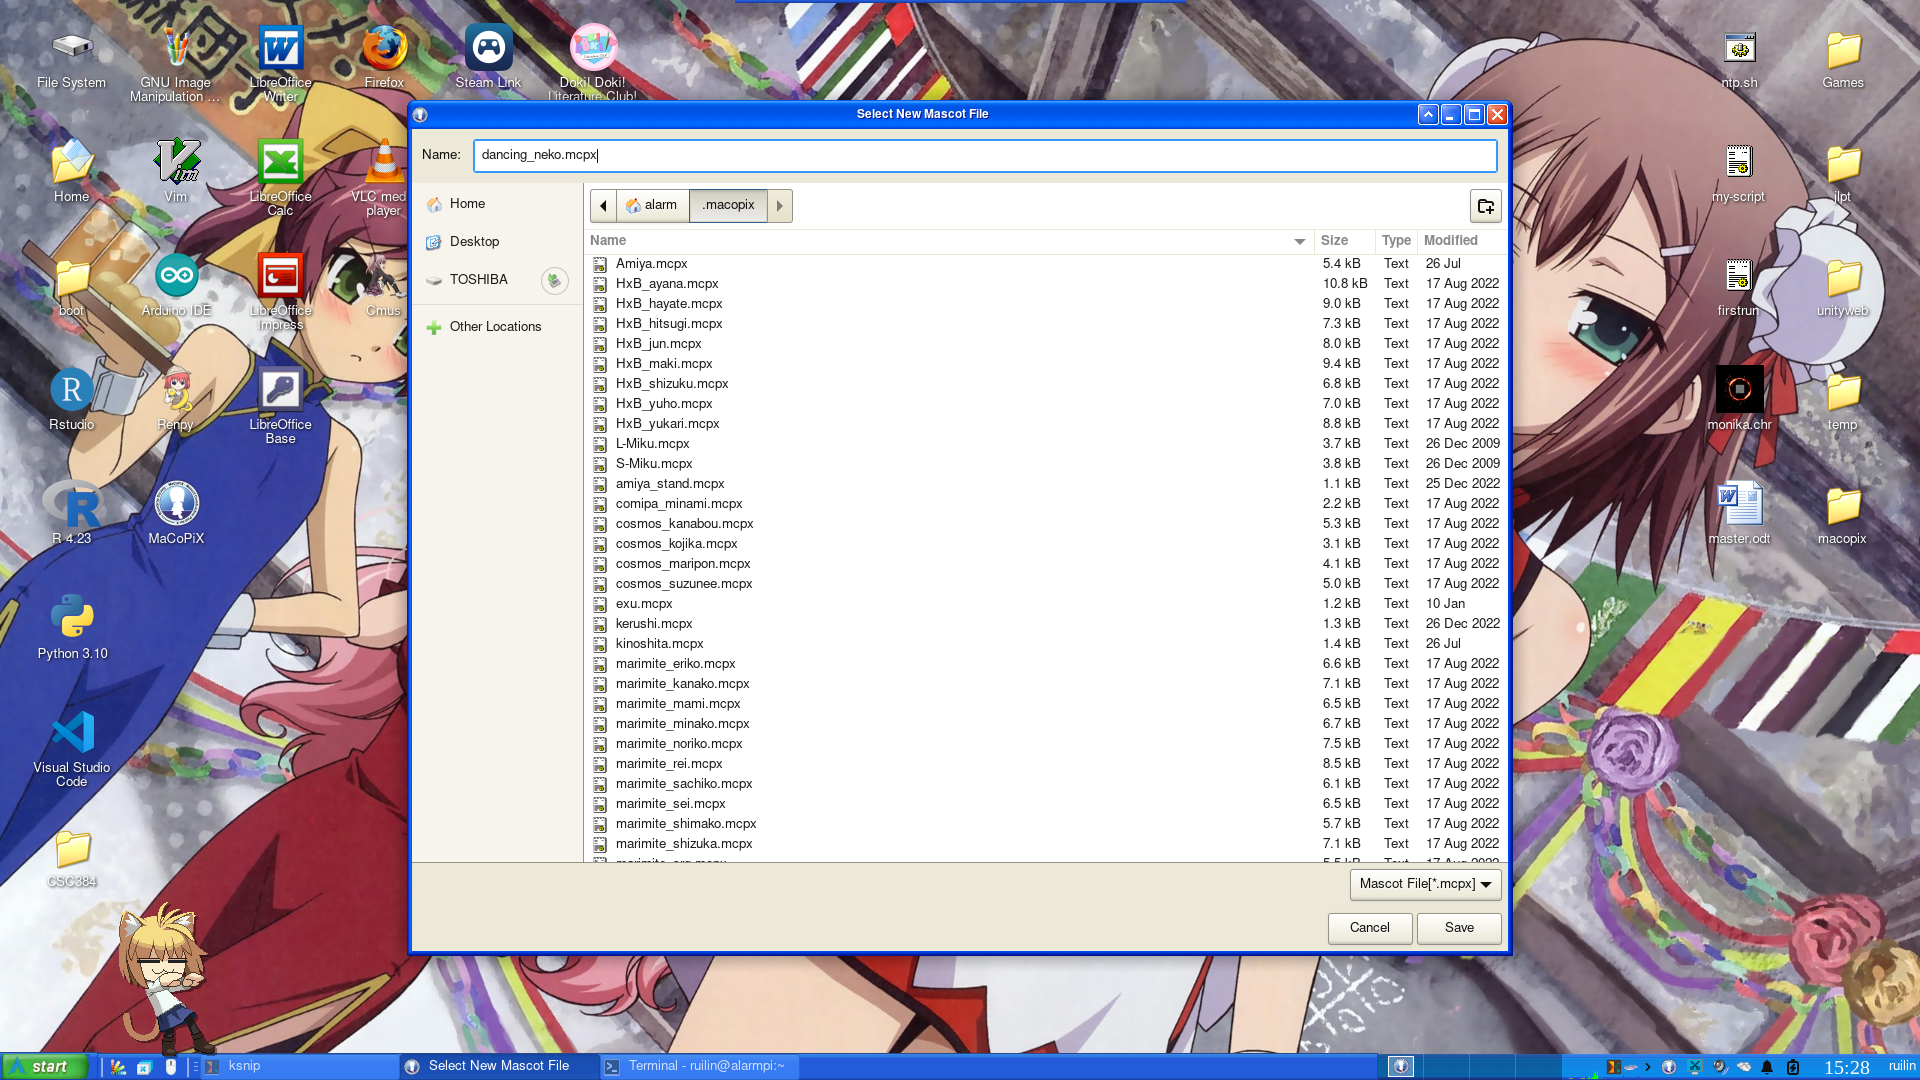 File System
GNU Image
Manipulation ...
LibreOffice
Writer
Firefox
Steam Link
Doki Doki!
Literature Club!
ntp.sh
Games
Home
Vim
LibreOffice
Calc
VLC med
player
my-script
jlpt
boot
Arduino IDE
LibreOffice
Impress
Cmus
firstrun
unityweb
Rstudio
Renpy
LibreOffice
Base
monika.chr
temp
R 4.23
MaCoPiX
master.odt
macopix
Python 3.10
Visual Studio
Code
CSC384
Select New Mascot File
Name:
dancing_neko.mcpx
Home
Desktop
TOSHIBA
Other Locations
alarm
.macopix
Name Size Type Modified
Amiya.mcpx 5.4 kB Text 26 Jul
HxB_ayana.mcpx 10.8 kB Text 17 Aug 2022
HxB_hayate.mcpx 9.0 kB Text 17 Aug 2022
HxB_hitsugi.mcpx 7.3 kB Text 17 Aug 2022
HxB_jun.mcpx 8.0 kB Text 17 Aug 2022
HxB_maki.mcpx 9.4 kB Text 17 Aug 2022
HxB_shizuku.mcpx 6.8 kB Text 17 Aug 2022
HxB_yuho.mcpx 7.0 kB Text 17 Aug 2022
HxB_yukari.mcpx 8.8 kB Text 17 Aug 2022
L-Miku.mcpx 3.7 kB Text 26 Dec 2009
S-Miku.mcpx 3.8 kB Text 26 Dec 2009
amiya_stand.mcpx 1.1 kB Text 25 Dec 2022
comipa_minami.mcpx 2.2 kB Text 17 Aug 2022
cosmos_kanabou.mcpx 5.3 kB Text 17 Aug 2022
cosmos_kojika.mcpx 3.1 kB Text 17 Aug 2022
cosmos_maripon.mcpx 4.1 kB Text 17 Aug 2022
cosmos_suzunee.mcpx 5.0 kB Text 17 Aug 2022
exu.mcpx 1.2 kB Text 10 Jan
kerushi.mcpx 1.3 kB Text 26 Dec 2022
kinoshita.mcpx 1.4 kB Text 26 Jul
marimite_eriko.mcpx 6.6 kB Text 17 Aug 2022
marimite_kanako.mcpx 7.1 kB Text 17 Aug 2022
marimite_mami.mcpx 6.5 kB Text 17 Aug 2022
marimite_minako.mcpx 6.7 kB Text 17 Aug 2022
marimite_noriko.mcpx 7.5 kB Text 17 Aug 2022
marimite_rei.mcpx 8.5 kB Text 17 Aug 2022
marimite_sachiko.mcpx 6.1 kB Text 17 Aug 2022
marimite_sei.mcpx 6.5 kB Text 17 Aug 2022
marimite_shimako.mcpx 5.7 kB Text 17 Aug 2022
marimite_shizuka.mcpx 7.1 kB Text 17 Aug 2022
Mascot File[*.mcpx]
Cancel
Save
start
ksnip
Select New Mascot File
Terminal - ruilin@alarmpi:~
15:28
ruilin